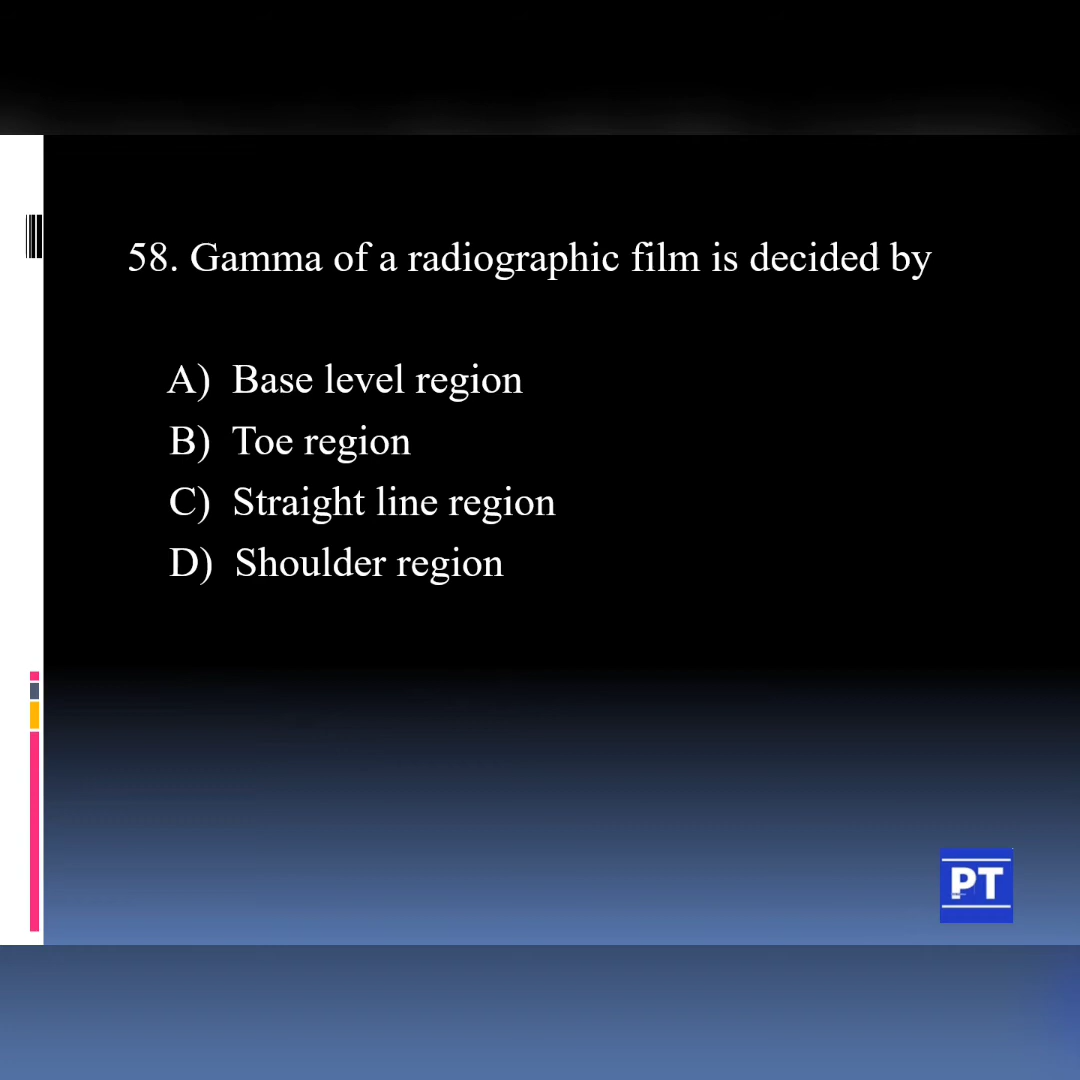 58. Gamma of a radiographic film is decided by
A) Base level region
B) Toe region
C) Straight line region
D) Shoulder region
PT